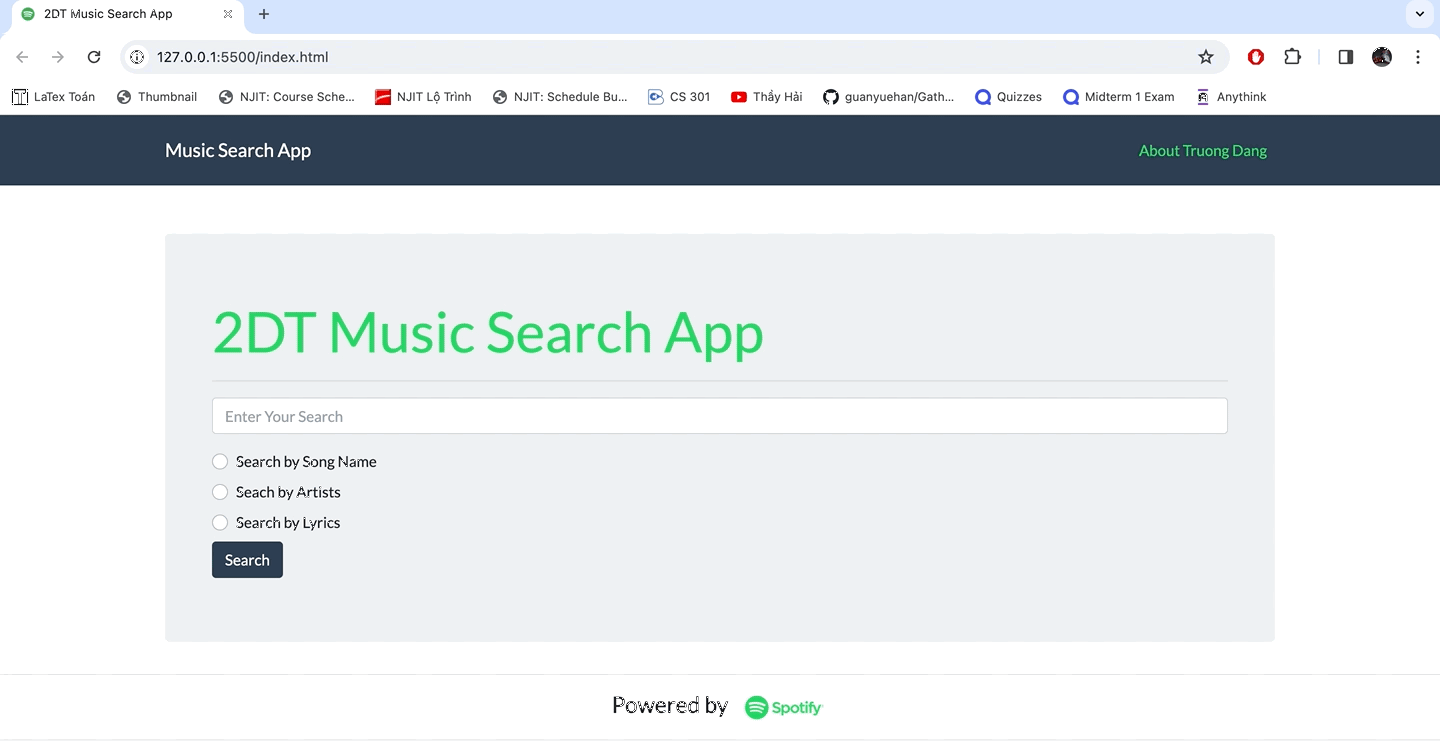 2DT Music Search App
127.0.0.1:5500/index.html
LaTex Toán Thumbnail NJIT: Course Sche... NJIT Lộ Trình NJIT: Schedule Bu... CS 301 Thầy Hải guanyuehan/Gath... Quizzes Midterm 1 Exam Anythink
Music Search App About Truong Dang
2DT Music Search App
Enter Your Search
Search by Song Name
Seach by Artists
Search by Lyrics
Search
Powered by Spotify